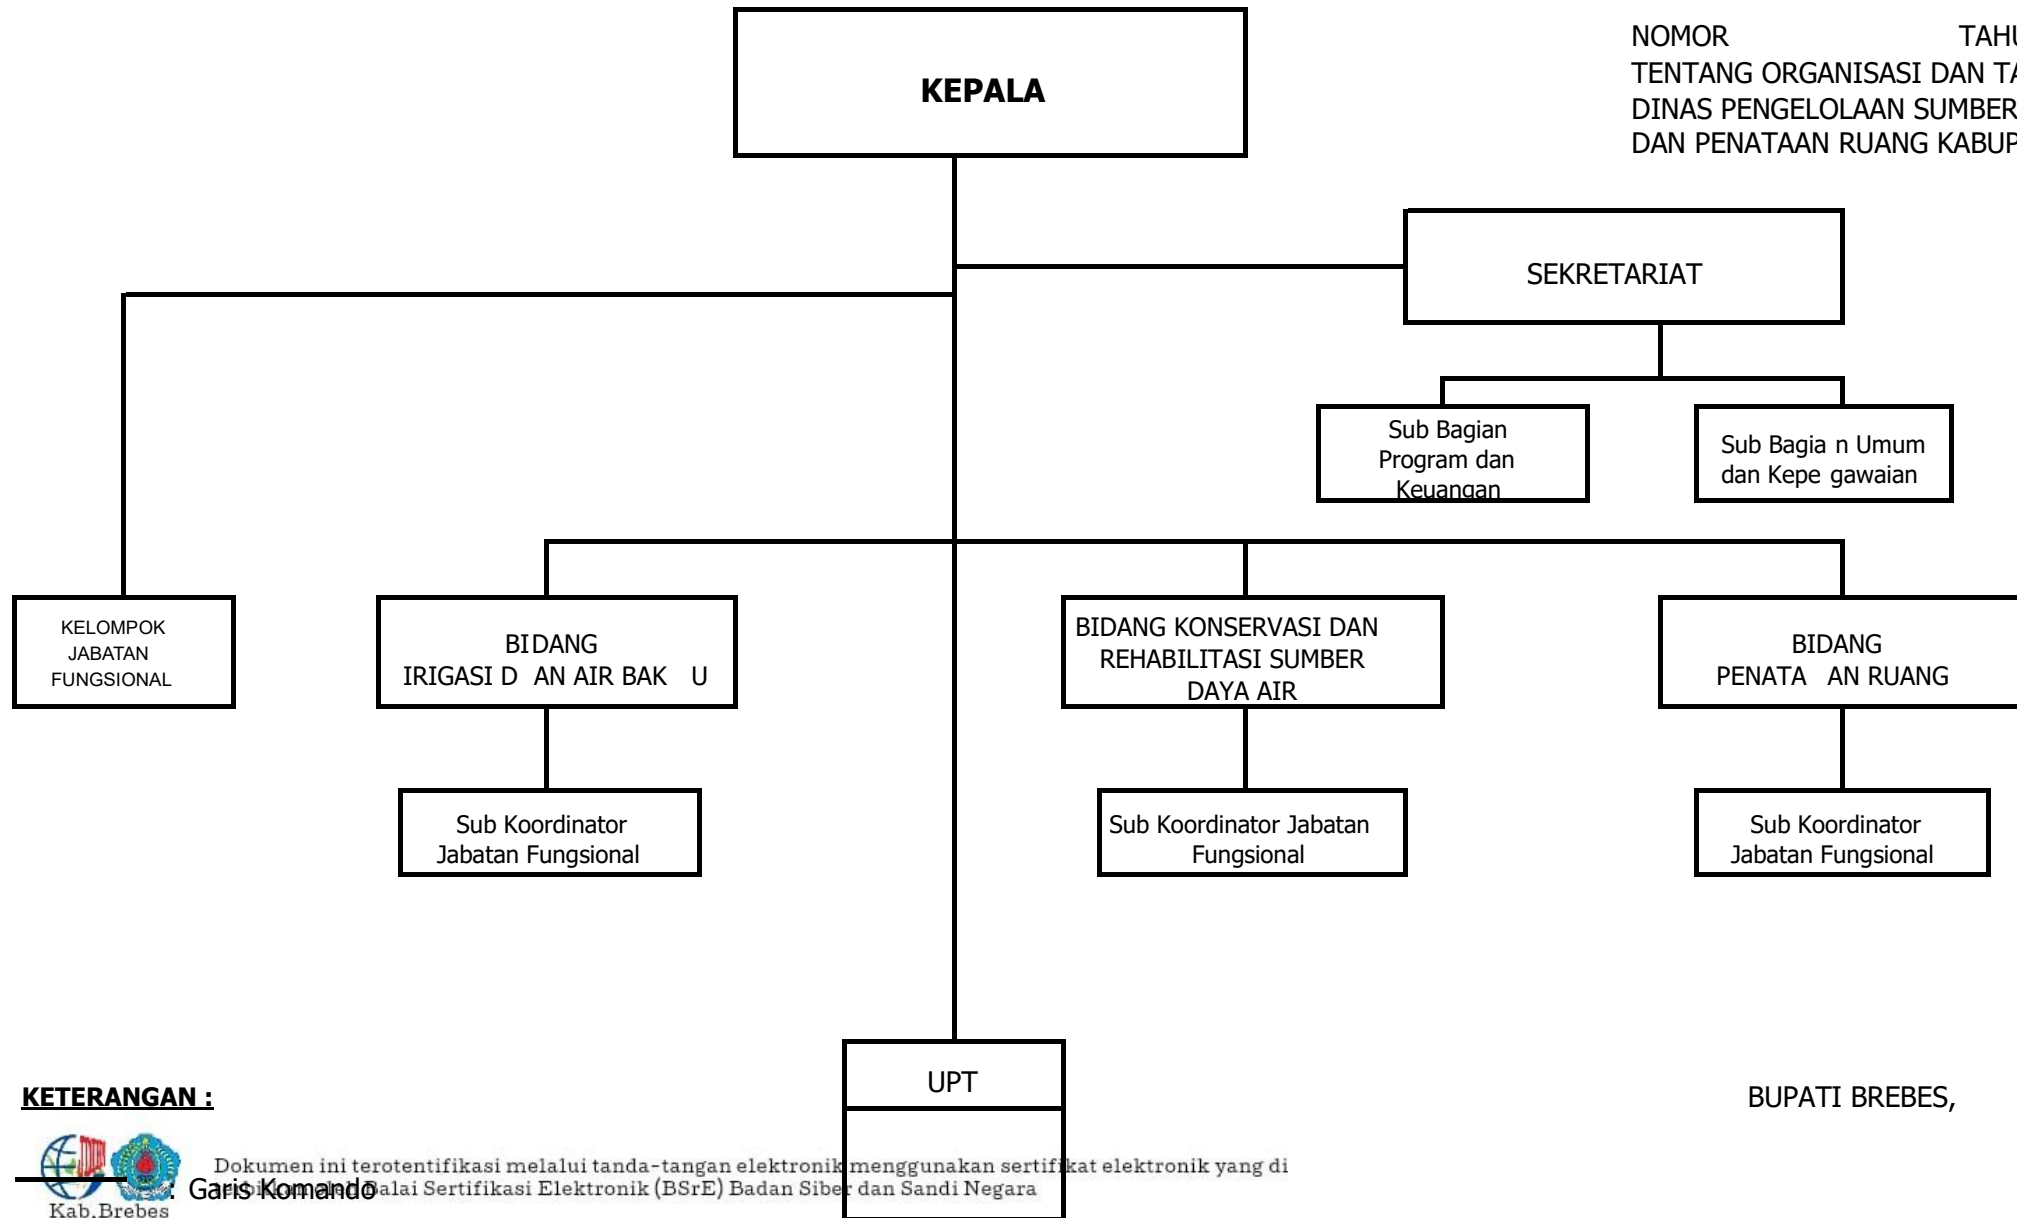 KEPALA
NOMOR TAHU
TENTANG ORGANISASI DAN TA
DINAS PENGELOLAAN SUMBER
DAN PENATAAN RUANG KABUP
SEKRETARIAT
Sub Bagian
Program dan
Keuangan
Sub Bagia n Umum
dan Kepe gawaian
KELOMPOK
JABATAN
FUNGSIONAL
BIDANG
IRIGASI D AN AIR BAK U
BIDANG KONSERVASI DAN
REHABILITASI SUMBER
DAYA AIR
BIDANG
PENATA AN RUANG
Sub Koordinator
Jabatan Fungsional
Sub Koordinator Jabatan
Fungsional
Sub Koordinator
Jabatan Fungsional
UPT
KETERANGAN :
BUPATI BREBES,
Dokumen ini terotentifikasi melalui tanda-tangan elektronik menggunakan sertifikat elektronik yang di
: Garis Komando
Balai Sertifikasi Elektronik (BSrE) Badan Siber dan Sandi Negara
Kab.Brebes